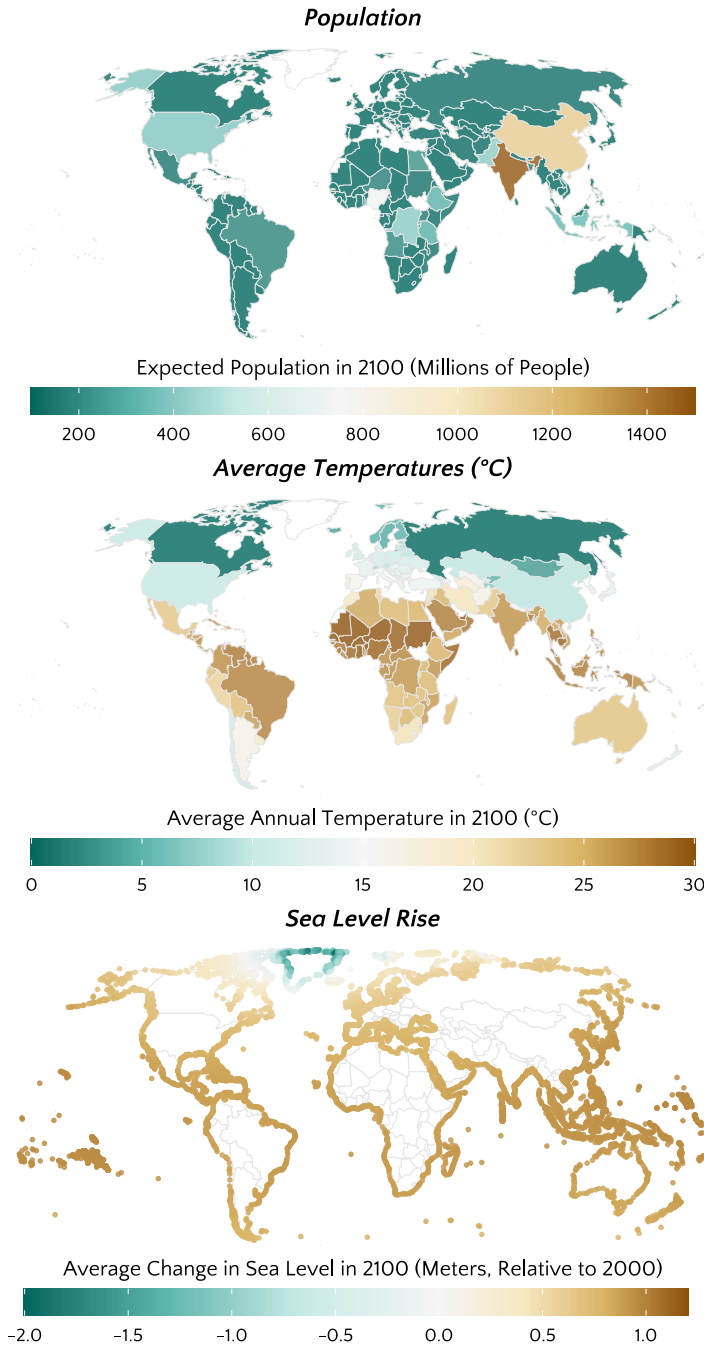 Population
Expected Population in 2100 (Millions of People)
200 400 600 800 1000 1200 1400
Average Temperatures (°C)
Average Annual Temperature in 2100 (°C)
0 5 10 15 20 25 30
Sea Level Rise
Average Change in Sea Level in 2100 (Meters, Relative to 2000)
−2.0 −1.5 −1.0 −0.5 0.0 0.5 1.0